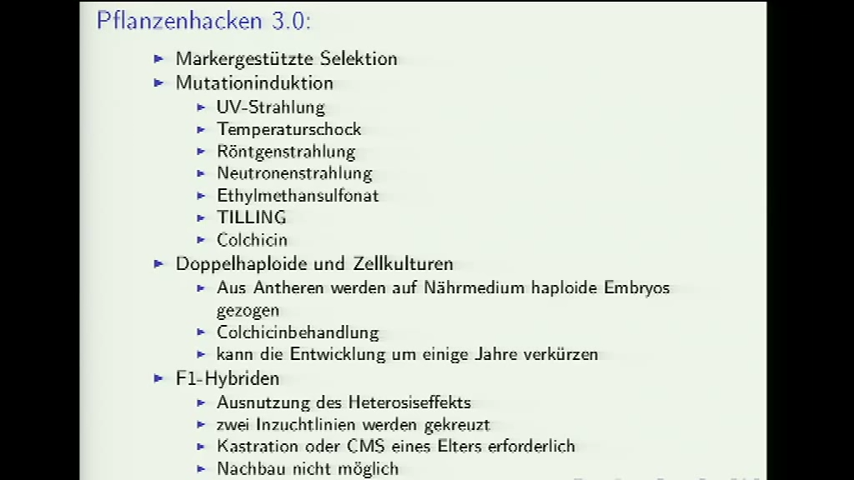 Pflanzenhacken 3.0:
Markergestützte Selektion
Mutationinduktion
UV-Strahlung
Temperaturschock
Röntgenstrahlung
Neutronenstrahlung
Ethylmethansulfonat
TILLING
Colchicin
Doppelhaploide und Zellkulturen
Aus Antheren werden auf Nährmedium haploide Embryos
gezogen
Colchicinbehandlung
kann die Entwicklung um einige Jahre verkürzen
F1-Hybriden
Ausnutzung des Heterosiseffekts
zwei Inzuchtlinien werden gekreuzt
Kastration oder CMS eines Elters erforderlich
Nachbau nicht möglich